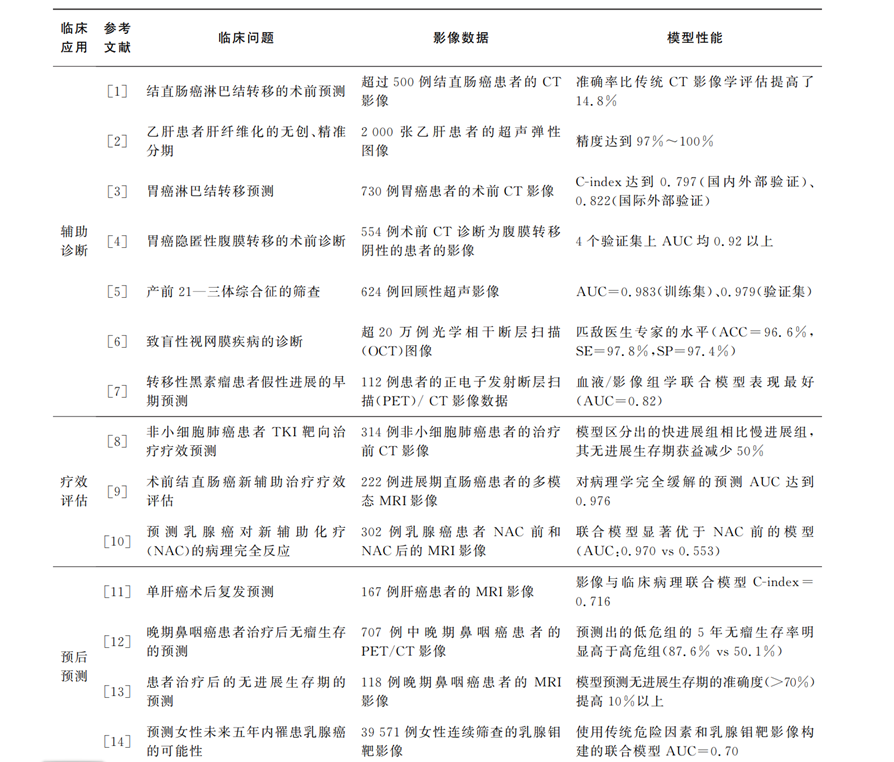 临床应用 参考文献 临床问题 影像数据 模型性能
辅助诊断
[1] 结直肠癌淋巴结转移的术前预测 超过 500 例结直肠癌患者的 CT 影像 准确率比传统 CT 影像学评估提高了 14.8%
[2] 乙肝患者肝纤维化的无创、精准分期 2 000 张乙肝患者的超声弹性图像 精度达到 97%～100%
[3] 胃癌淋巴结转移预测 730 例胃癌患者的术前 CT 影像 C-index 达到 0.797(国内外部验证)、0.822(国际外部验证)
[4] 胃癌隐匿性腹膜转移的术前诊断 554 例术前 CT 诊断为腹膜转移阴性的患者的影像 4 个验证集上 AUC 均 0.92 以上
[5] 产前 21—三体综合征的筛查 624 例回顾性超声影像 AUC=0.983(训练集)、0.979(验证集)
[6] 致盲性视网膜疾病的诊断 超 20 万例光学相干断层扫描(OCT)图像 匹敌医生专家的水平(ACC=96.6%,SE=97.8%,SP=97.4%)
[7] 转移性黑素瘤患者假性进展的早期预测 112 例患者的正电子发射断层扫描(PET)/ CT 影像数据 血液/影像组学联合模型表现最好(AUC=0.82)
疗效评估
[8] 非小细胞肺癌患者 TKI 靶向治疗疗效预测 314 例非小细胞肺癌患者的治疗前 CT 影像 模型区分出的快进展组相比慢进展组,其无进展生存期获益减少 50%
[9] 术前结直肠癌新辅助治疗疗效评估 222 例进展期直肠癌患者的多模态 MRI 影像 对病理学完全缓解的预测 AUC 达到 0.976
[10] 预测乳腺癌对新辅助化疗(NAC)的病理完全反应 302 例乳腺癌患者 NAC 前和 NAC 后的 MRI 影像 联合模型显著优于 NAC 前的模型(AUC:0.970 vs 0.553)
预后预测
[11] 单肝癌术后复发预测 167 例肝癌患者的 MRI 影像 影像与临床病理联合模型 C-index=0.716
[12] 晚期鼻咽癌患者治疗后无瘤生存的预测 707 例中晚期鼻咽癌患者的 PET/CT 影像 预测出的低危组的 5 年无瘤生存率明显高于高危组(87.6% vs 50.1%)
[13] 患者治疗后的无进展生存期的预测 118 例晚期鼻咽癌患者的 MRI 影像 模型预测无进展生存期的准确度(>70%)提高 10%以上
[14] 预测女性未来五年内罹患乳腺癌的可能性 39 571 例女性连续筛查的乳腺钼靶影像 使用传统危险因素和乳腺钼靶影像构建的联合模型 AUC=0.70